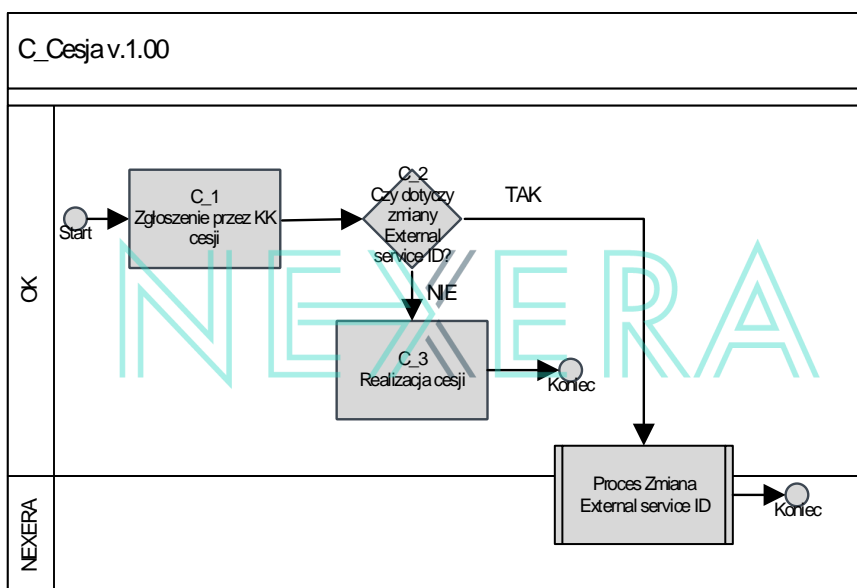 C_Cesja v.1.00
OK
Start
C_1
Zgłoszenie przez KK
cesji
C_2
Czy dotyczy
zmiany
External
service ID?
TAK
NIE
NEXERA
C_3
Realizacja cesji
Koniec
NEXERA
Proces Zmiana
External service ID
Koniec